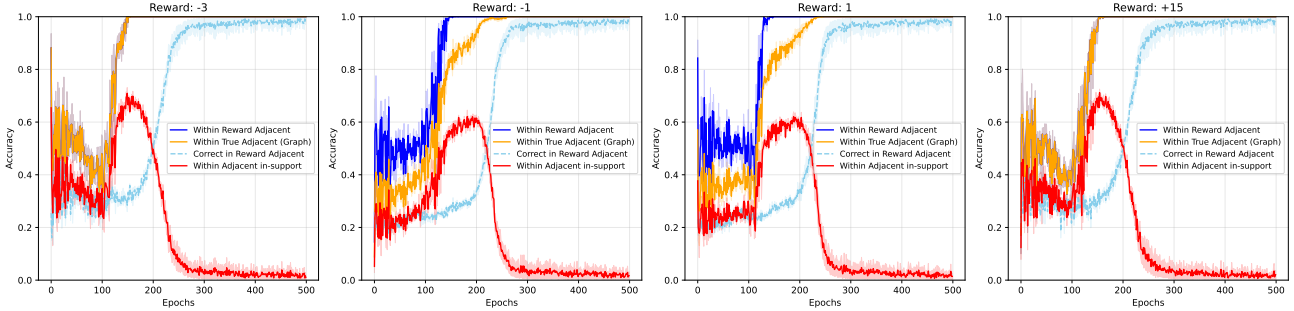 Reward: -3
Accuracy
1.0
0.8
0.6
0.4
0.2
0.0
Within Reward Adjacent
Within True Adjacent (Graph)
Correct in Reward Adjacent
Within Adjacent in-support
0 100 200 300 400 500
Epochs
Reward: -1
Accuracy
1.0
0.8
0.6
0.4
0.2
0.0
Within Reward Adjacent
Within True Adjacent (Graph)
Correct in Reward Adjacent
Within Adjacent in-support
0 100 200 300 400 500
Epochs
Reward: 1
Accuracy
1.0
0.8
0.6
0.4
0.2
0.0
Within Reward Adjacent
Within True Adjacent (Graph)
Correct in Reward Adjacent
Within Adjacent in-support
0 100 200 300 400 500
Epochs
Reward: +15
Accuracy
1.0
0.8
0.6
0.4
0.2
0.0
Within Reward Adjacent
Within True Adjacent (Graph)
Correct in Reward Adjacent
Within Adjacent in-support
0 100 200 300 400 500
Epochs